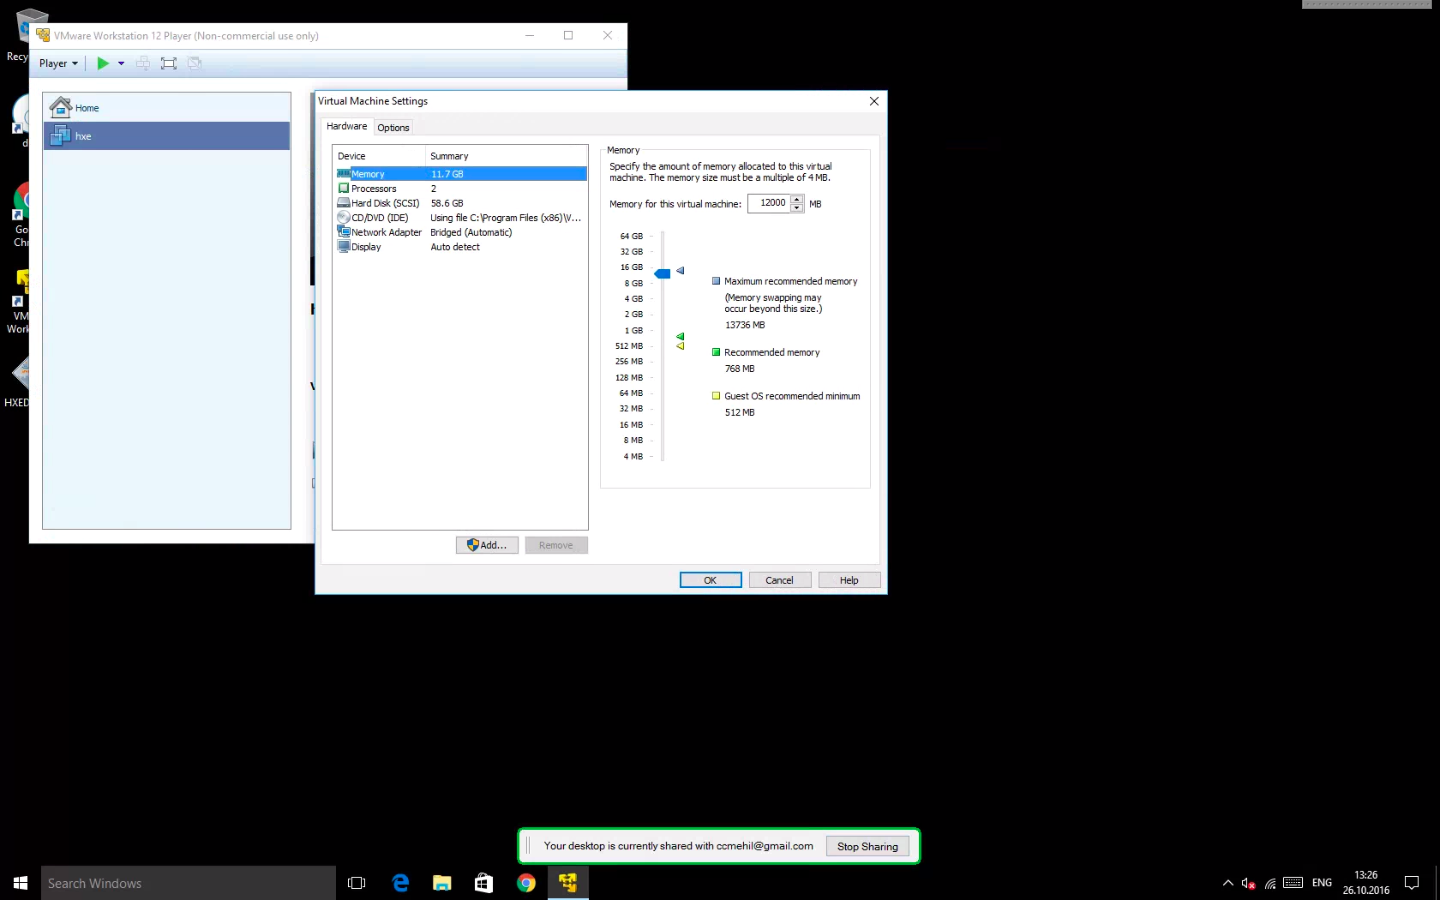 Recy
VMware Workstation 12 Player (Non-commercial use only)
Player
Home
hxe
d
Go
Chr
VM
Work
HXED
Virtual Machine Settings
Hardware
Options
Device
Summary
Memory
11.7 GB
Processors
2
Hard Disk (SCSI)
58.6 GB
CD/DVD (IDE)
Using file C:\Program Files (x86)\V...
Network Adapter
Bridged (Automatic)
Display
Auto detect
Add...
Remove
Memory
Specify the amount of memory allocated to this virtual
machine. The memory size must be a multiple of 4 MB.
Memory for this virtual machine:
12000
MB
64 GB
32 GB
16 GB
8 GB
4 GB
2 GB
1 GB
512 MB
256 MB
128 MB
64 MB
32 MB
16 MB
8 MB
4 MB
Maximum recommended memory
(Memory swapping may
occur beyond this size.)
13736 MB
Recommended memory
768 MB
Guest OS recommended minimum
512 MB
OK
Cancel
Help
Your desktop is currently shared with ccmehil@gmail.com
Stop Sharing
Search Windows
ENG
13:26
26.10.2016